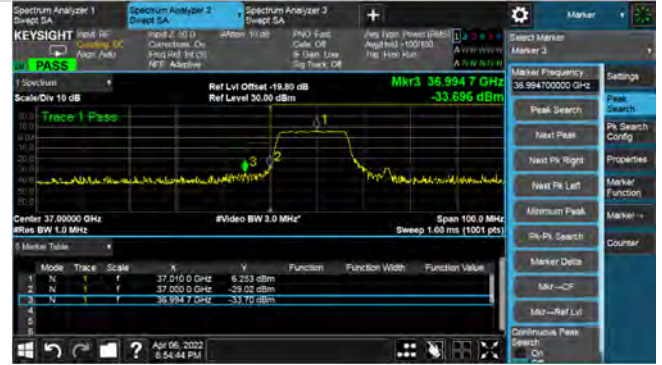 Spectrum Analyzer 1
Swept SA
Spectrum Analyzer 2
Swept SA
Spectrum Analyzer 3
Swept SA
+
Marker
KEYSIGHT
Input: RF
Coupling: DC
Align: Auto
Input Z: 50 Ω
Corrections: On
Freq Ref: Int (S)
NFE: Adaptive
#Atten: 10 dB
PNO: Fast
Gate: Off
IF Gain: Low
Sig Track: Off
Avg Type: Power (RMS)
Avg|Hold: >100/100
Trig: Free Run
PASS
Select Marker
Marker 3
1 Spectrum
Scale/Div 10 dB
Ref Lvl Offset -19.80 dB
Ref Level 30.00 dBm
Mkr3 36.994 7 GHz
-33.696 dBm
Trace 1 Pass
1
2
3
Center 37.00000 GHz
#Res BW 1.0 MHz
#Video BW 3.0 MHz*
Span 100.0 MHz
Sweep 1.60 ms (1001 pts)
5 Marker Table
Mode Trace Scale X Y Function Function Width Function Value
1 N 1 f 37.010 0 GHz 6.253 dBm
2 N 1 f 37.000 0 GHz -29.02 dBm
3 N 1 f 36.994 7 GHz -33.70 dBm
4
5
6
Apr 06, 2022
8:54:44 PM
Marker Frequency
36.994700000 GHz
Peak Search
Next Peak
Next Pk Right
Next Pk Left
Minimum Peak
Pk-Pk Search
Marker Delta
Mkr→CF
Mkr→Ref Lvl
Continuous Peak
Search
On
Off
Settings
Peak
Search
Pk Search
Config
Properties
Marker
Function
Marker→
Counter